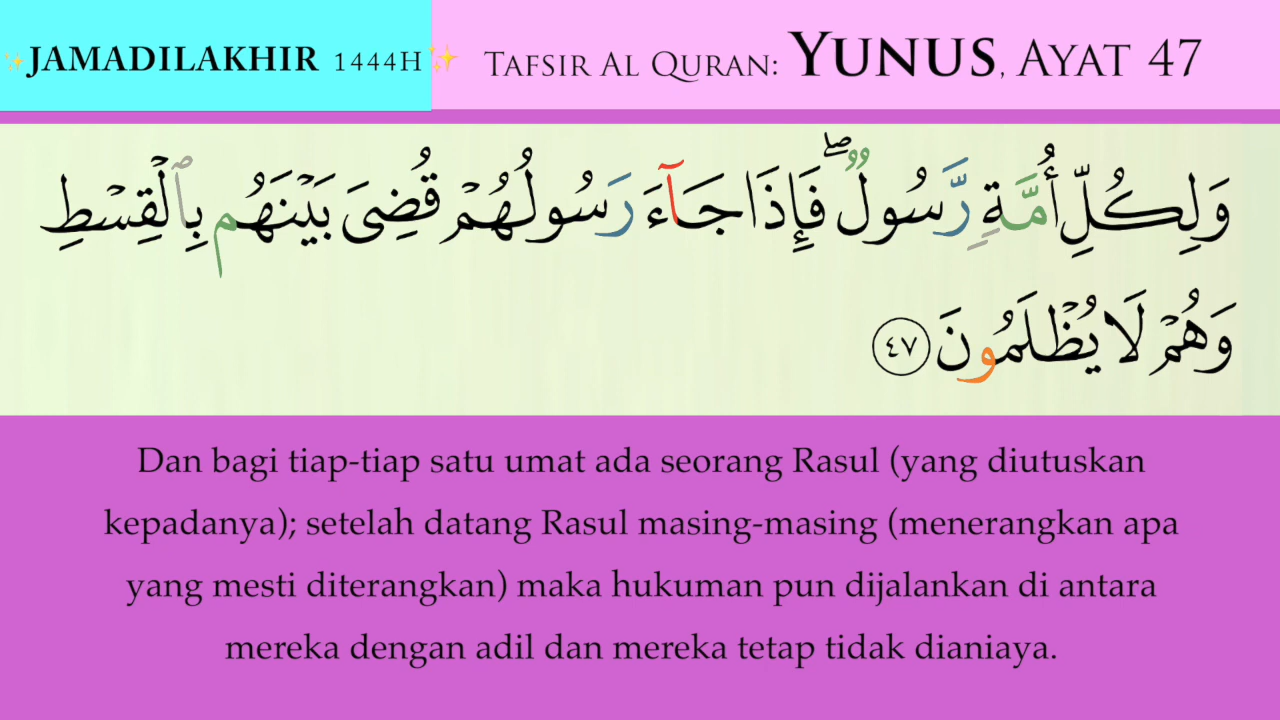 ✨JAMADILAKHIR 1444H✨
TAFSIR AL QURAN: YUNUS, AYAT 47
وَلِكُلِّ أُمَّةٍ رَّسُولٌ ۖ فَإِذَا جَآءَ رَسُولُهُمْ قُضِىَ بَيْنَهُم بِٱلْقِسْطِ
وَهُمْ لَا يُظْلَمُونَ ٤٧
Dan bagi tiap-tiap satu umat ada seorang Rasul (yang diutuskan
kepadanya); setelah datang Rasul masing-masing (menerangkan apa
yang mesti diterangkan) maka hukuman pun dijalankan di antara
mereka dengan adil dan mereka tetap tidak dianiaya.